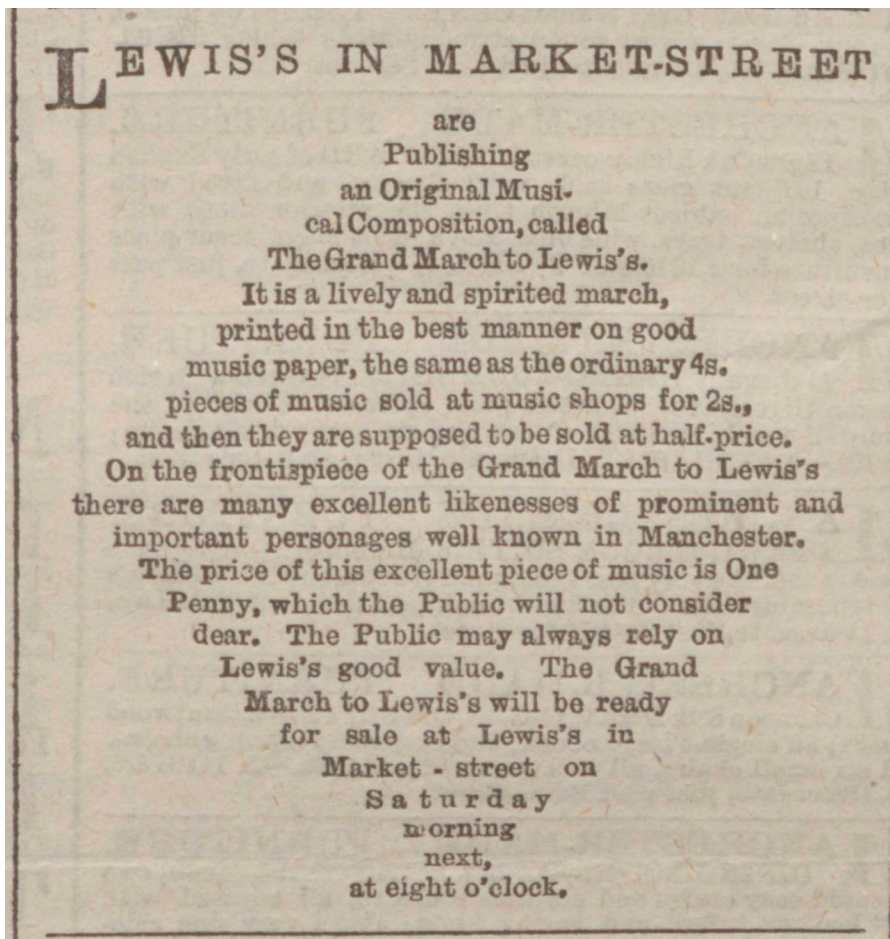 LEWIS'S IN MARKET-STREET
are
Publishing
an Original Musi-
cal Composition, called
The Grand March to Lewis's.
It is a lively and spirited march,
printed in the best manner on good
music paper, the same as the ordinary 4s.
pieces of music sold at music shops for 2s.,
and then they are supposed to be sold at half-price.
On the frontispiece of the Grand March to Lewis's
there are many excellent likenesses of prominent and
important personages well known in Manchester.
The price of this excellent piece of music is One
Penny, which the Public will not consider
dear. The Public may always rely on
Lewis's good value. The Grand
March to Lewis's will be ready
for sale at Lewis's in
Market-street on
Saturday
morning
next,
at eight o'clock.